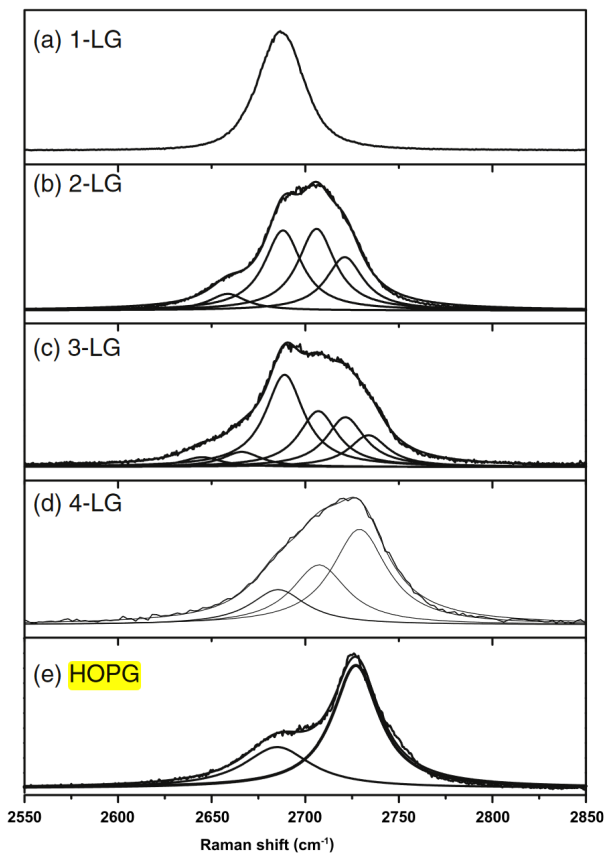 (a) 1-LG
(b) 2-LG
(c) 3-LG
(d) 4-LG
(e) HOPG
2550 2600 2650 2700 2750 2800 2850
Raman shift (cm⁻¹)